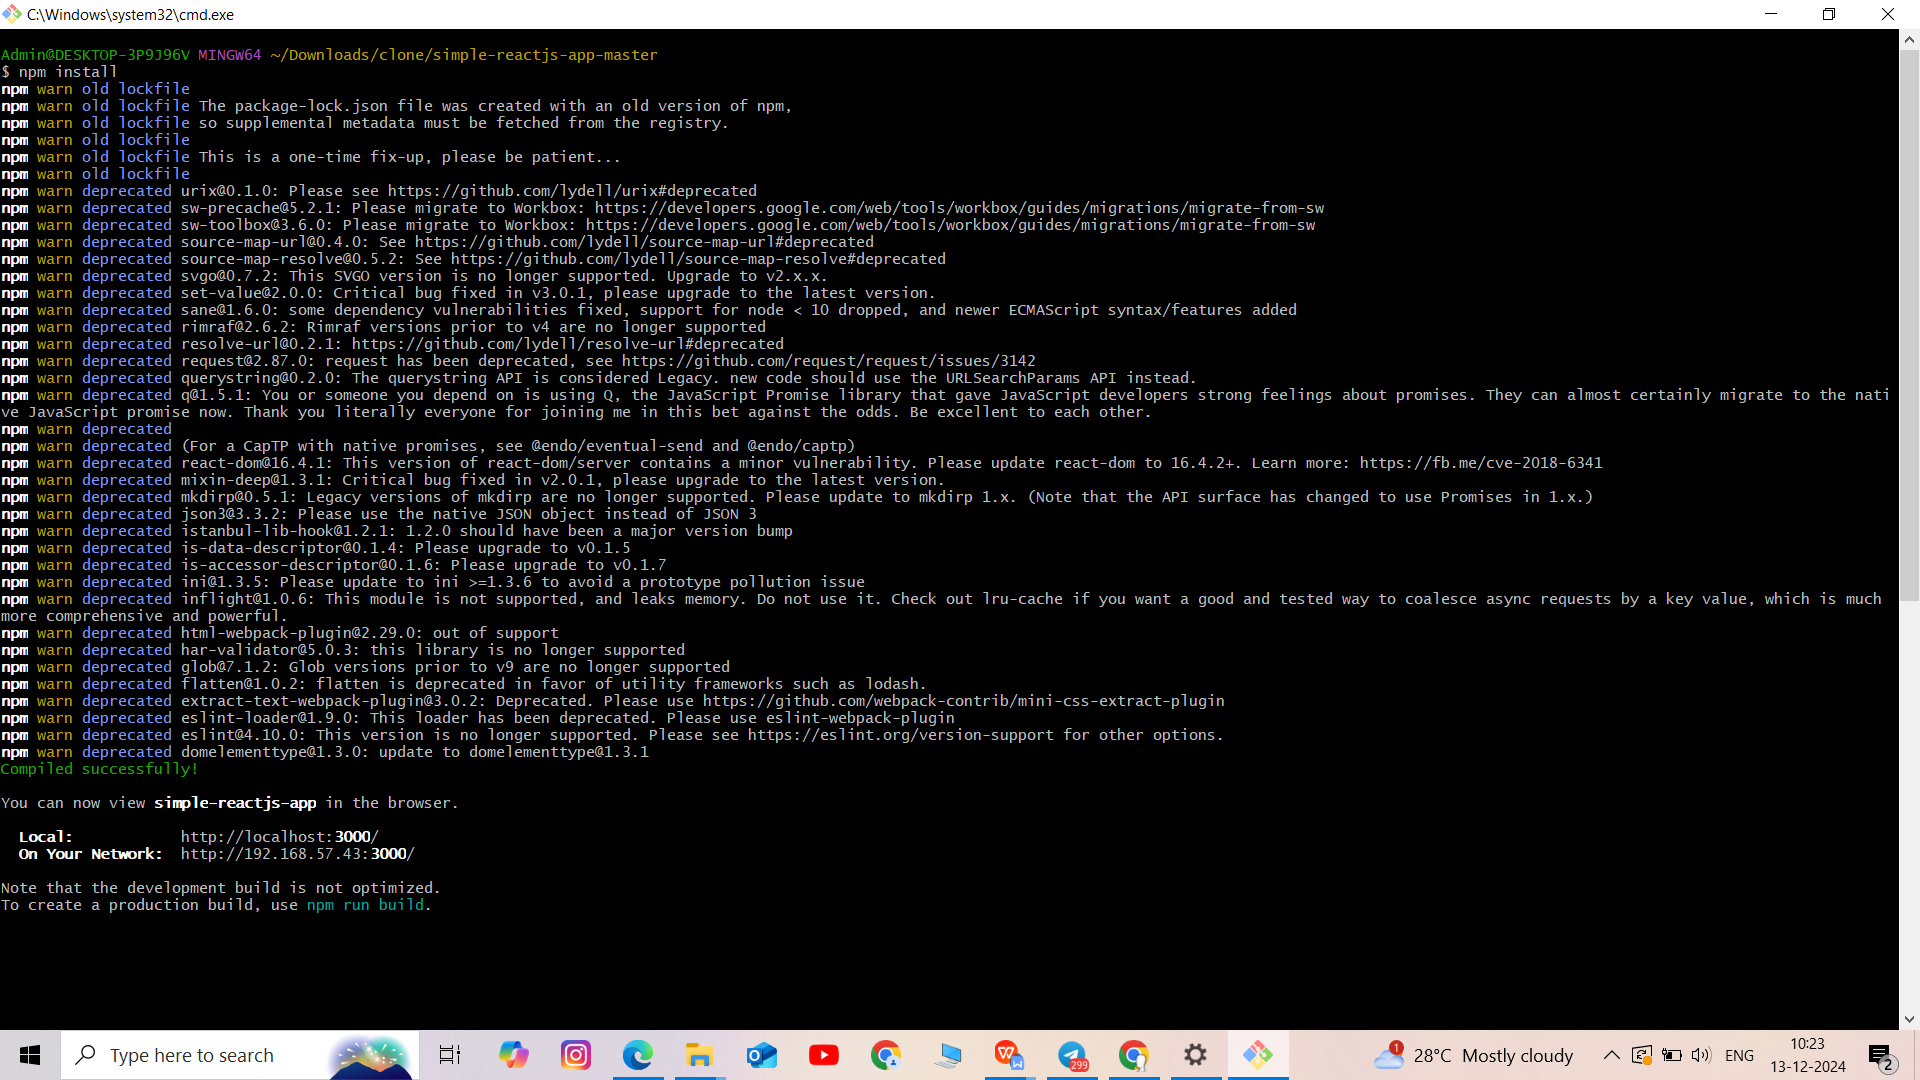 C:\Windows\system32\cmd.exe
Admin@DESKTOP-3P9J96V MINGW64 ~/Downloads/clone/simple-reactjs-app-master
$ npm install
npm warn old lockfile
npm warn old lockfile The package-lock.json file was created with an old version of npm,
npm warn old lockfile so supplemental metadata must be fetched from the registry.
npm warn old lockfile
npm warn old lockfile This is a one-time fix-up, please be patient...
npm warn old lockfile
npm warn deprecated urix@0.1.0: Please see https://github.com/lydell/urix#deprecated
npm warn deprecated sw-precache@5.2.1: Please migrate to Workbox: https://developers.google.com/web/tools/workbox/guides/migrations/migrate-from-sw
npm warn deprecated sw-toolbox@3.6.0: Please migrate to Workbox: https://developers.google.com/web/tools/workbox/guides/migrations/migrate-from-sw
npm warn deprecated source-map-url@0.4.0: See https://github.com/lydell/source-map-url#deprecated
npm warn deprecated source-map-resolve@0.5.2: See https://github.com/lydell/source-map-resolve#deprecated
npm warn deprecated svgo@0.7.2: This SVGO version is no longer supported. Upgrade to v2.x.x.
npm warn deprecated set-value@2.0.0: Critical bug fixed in v3.0.1, please upgrade to the latest version.
npm warn deprecated sane@1.6.0: some dependency vulnerabilities fixed, support for node < 10 dropped, and newer ECMAScript syntax/features added
npm warn deprecated rimraf@2.6.2: Rimraf versions prior to v4 are no longer supported
npm warn deprecated resolve-url@0.2.1: https://github.com/lydell/resolve-url#deprecated
npm warn deprecated request@2.87.0: request has been deprecated, see https://github.com/request/request/issues/3142
npm warn deprecated querystring@0.2.0: The querystring API is considered Legacy. new code should use the URLSearchParams API instead.
npm warn deprecated q@1.5.1: You or someone you depend on is using Q, the JavaScript Promise library that gave JavaScript developers strong feelings about promises. They can almost certainly migrate to the nati
ve JavaScript promise now. Thank you literally everyone for joining me in this bet against the odds. Be excellent to each other.
npm warn deprecated
npm warn deprecated (For a CapTP with native promises, see @endo/eventual-send and @endo/captp)
npm warn deprecated react-dom@16.4.1: This version of react-dom/server contains a minor vulnerability. Please update react-dom to 16.4.2+. Learn more: https://fb.me/cve-2018-6341
npm warn deprecated mixin-deep@1.3.1: Critical bug fixed in v2.0.1, please upgrade to the latest version.
npm warn deprecated mkdirp@0.5.1: Legacy versions of mkdirp are no longer supported. Please update to mkdirp 1.x. (Note that the API surface has changed to use Promises in 1.x.)
npm warn deprecated json3@3.3.2: Please use the native JSON object instead of JSON 3
npm warn deprecated istanbul-lib-hook@1.2.1: 1.2.0 should have been a major version bump
npm warn deprecated is-data-descriptor@0.1.4: Please upgrade to v0.1.5
npm warn deprecated is-accessor-descriptor@0.1.6: Please upgrade to v0.1.7
npm warn deprecated ini@1.3.5: Please update to ini >=1.3.6 to avoid a prototype pollution issue
npm warn deprecated inflight@1.0.6: This module is not supported, and leaks memory. Do not use it. Check out lru-cache if you want a good and tested way to coalesce async requests by a key value, which is much
more comprehensive and powerful.
npm warn deprecated html-webpack-plugin@2.29.0: out of support
npm warn deprecated har-validator@5.0.3: this library is no longer supported
npm warn deprecated glob@7.1.2: Glob versions prior to v9 are no longer supported
npm warn deprecated flatten@1.0.2: flatten is deprecated in favor of utility frameworks such as lodash.
npm warn deprecated extract-text-webpack-plugin@3.0.2: Deprecated. Please use https://github.com/webpack-contrib/mini-css-extract-plugin
npm warn deprecated eslint-loader@1.9.0: This loader has been deprecated. Please use eslint-webpack-plugin
npm warn deprecated eslint@4.10.0: This version is no longer supported. Please see https://eslint.org/version-support for other options.
npm warn deprecated domelementtype@1.3.0: update to domelementtype@1.3.1
Compiled successfully!
You can now view simple-reactjs-app in the browser.
Local: http://localhost:3000/
On Your Network: http://192.168.57.43:3000/
Note that the development build is not optimized.
To create a production build, use npm run build.
Type here to search
299
1
28°C Mostly cloudy
ENG
10:23
13-12-2024
2